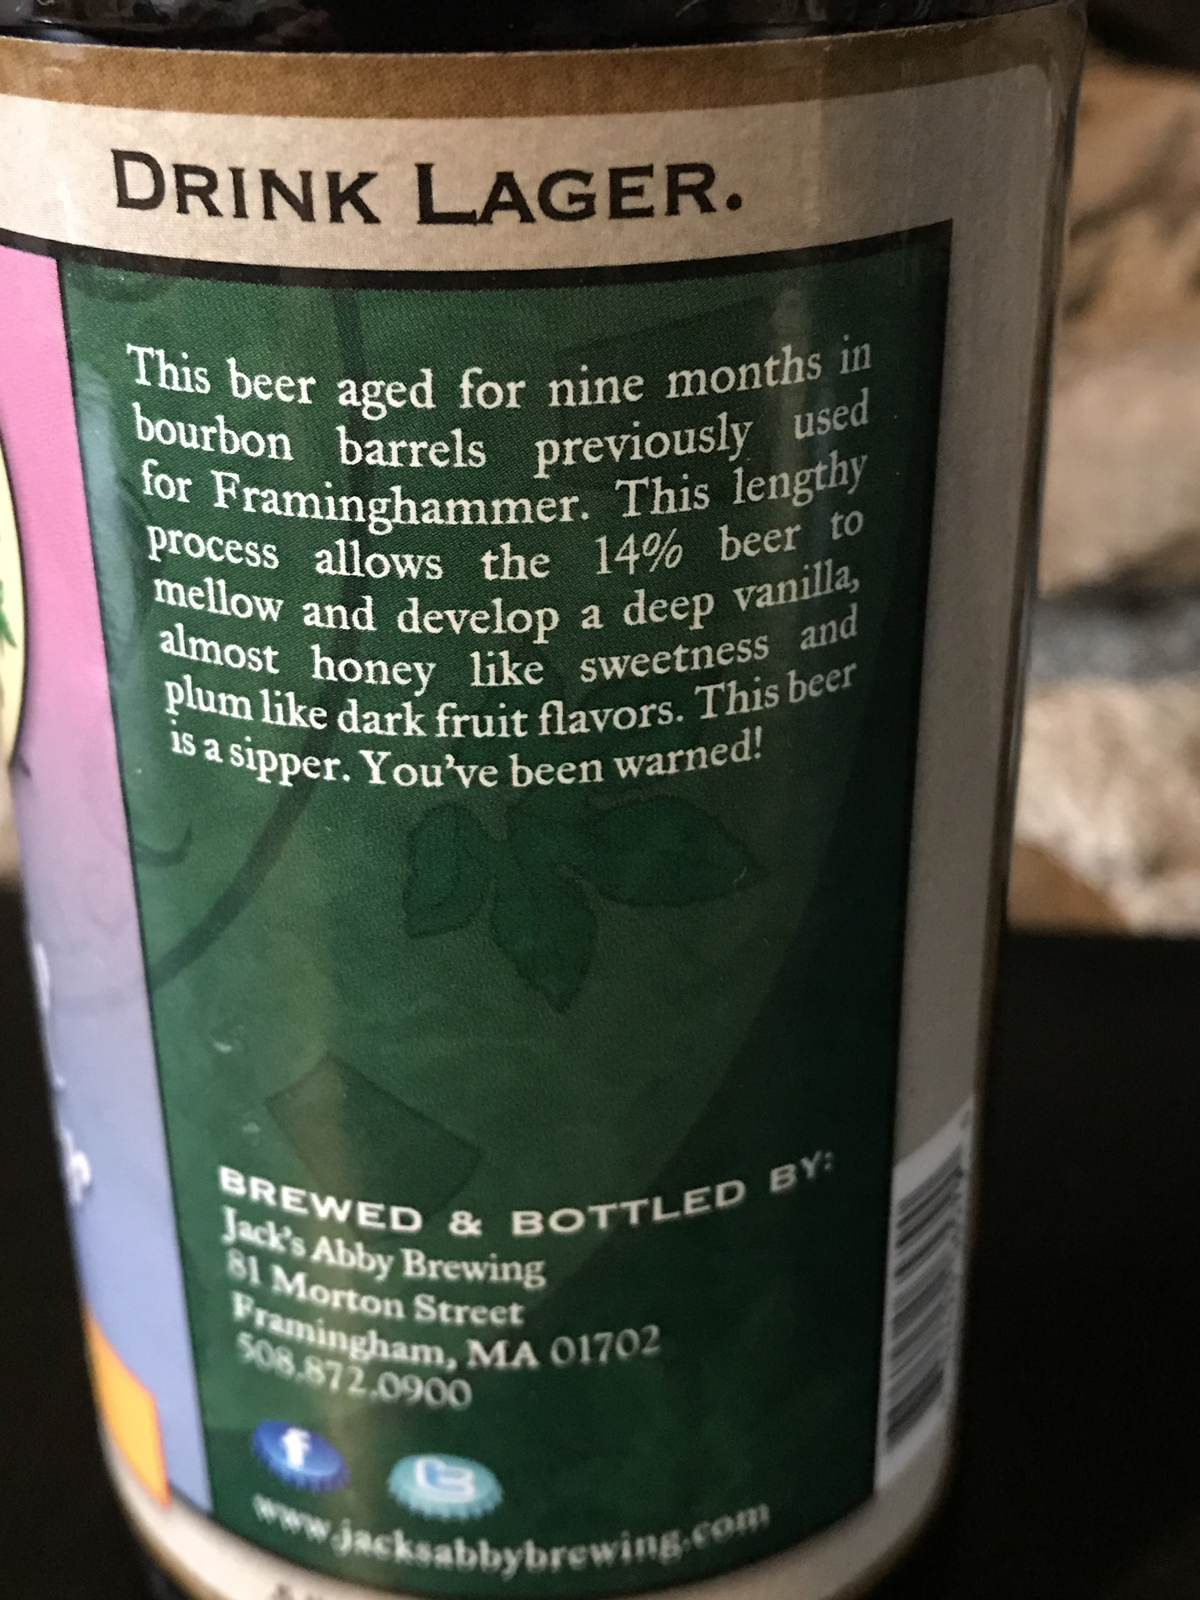 DRINK LAGER.
This beer aged for nine months in
bourbon barrels previously used
for Framinghammer. This lengthy
process allows the 14% beer to
mellow and develop a deep vanilla,
almost honey like sweetness and
plum like dark fruit flavors. This beer
is a sipper. You've been warned!
BREWED & BOTTLED BY:
Jack's Abby Brewing
81 Morton Street
Framingham, MA 01702
508.872.0900
f
t
www.jacksabbybrewing.com